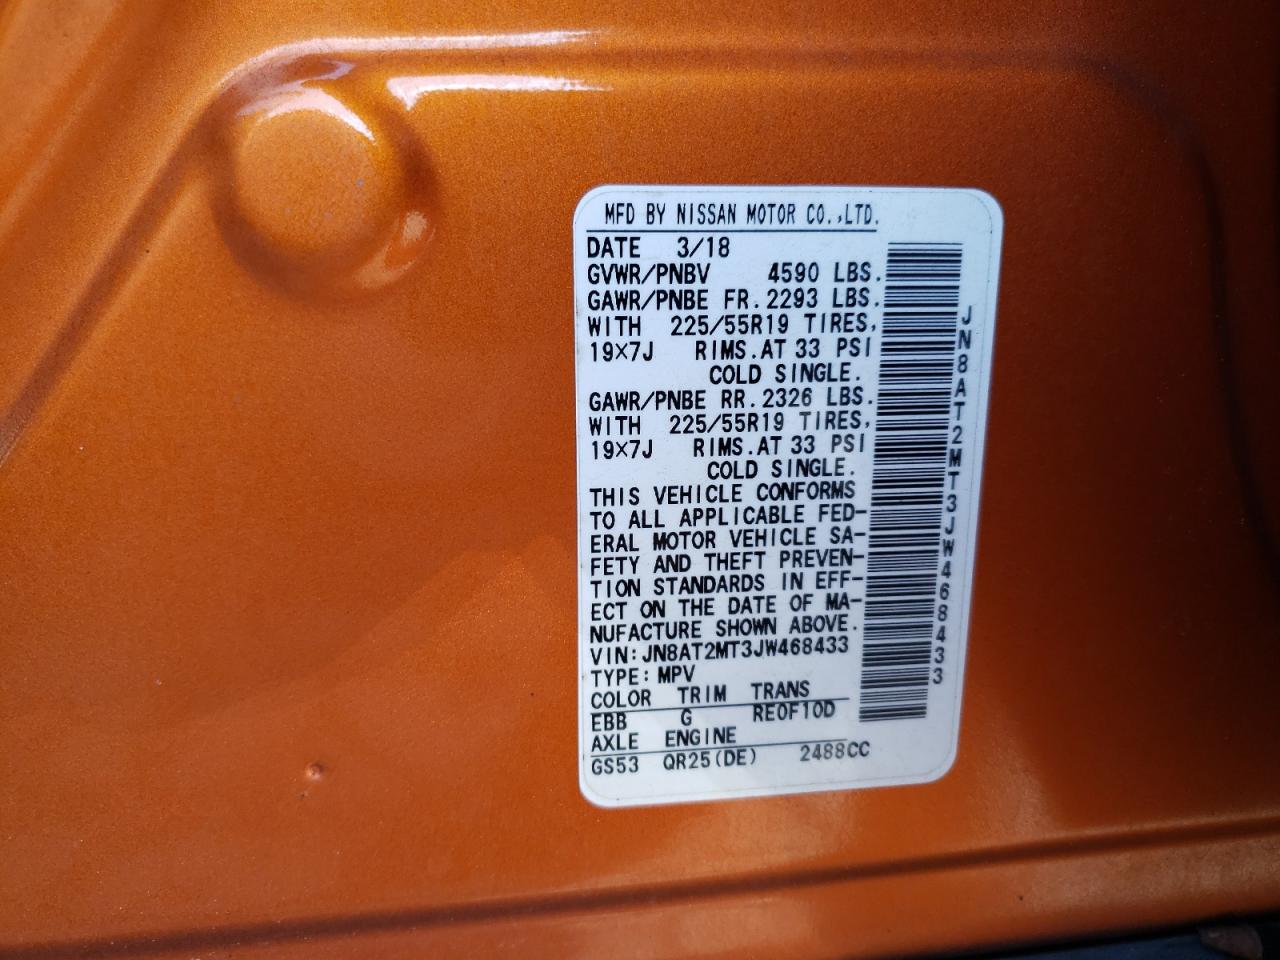 MFD BY NISSAN MOTOR CO.,LTD.
DATE 3/18
GVWR/PNBV 4590 LBS.
GAWR/PNBE FR.2293 LBS.
WITH 225/55R19 TIRES,
19×7J RIMS.AT 33 PSI
COLD SINGLE.
GAWR/PNBE RR.2326 LBS.
WITH 225/55R19 TIRES,
19×7J RIMS.AT 33 PSI
COLD SINGLE.
THIS VEHICLE CONFORMS
TO ALL APPLICABLE FED-
ERAL MOTOR VEHICLE SA-
FETY AND THEFT PREVEN-
TION STANDARDS IN EFF-
ECT ON THE DATE OF MA-
NUFACTURE SHOWN ABOVE.
VIN:JN8AT2MT3JW468433
TYPE:MPV
COLOR TRIM TRANS
EBB G RE0F10D
AXLE ENGINE
GS53 QR25(DE) 2488CC
JN8AT2MT3JW468433